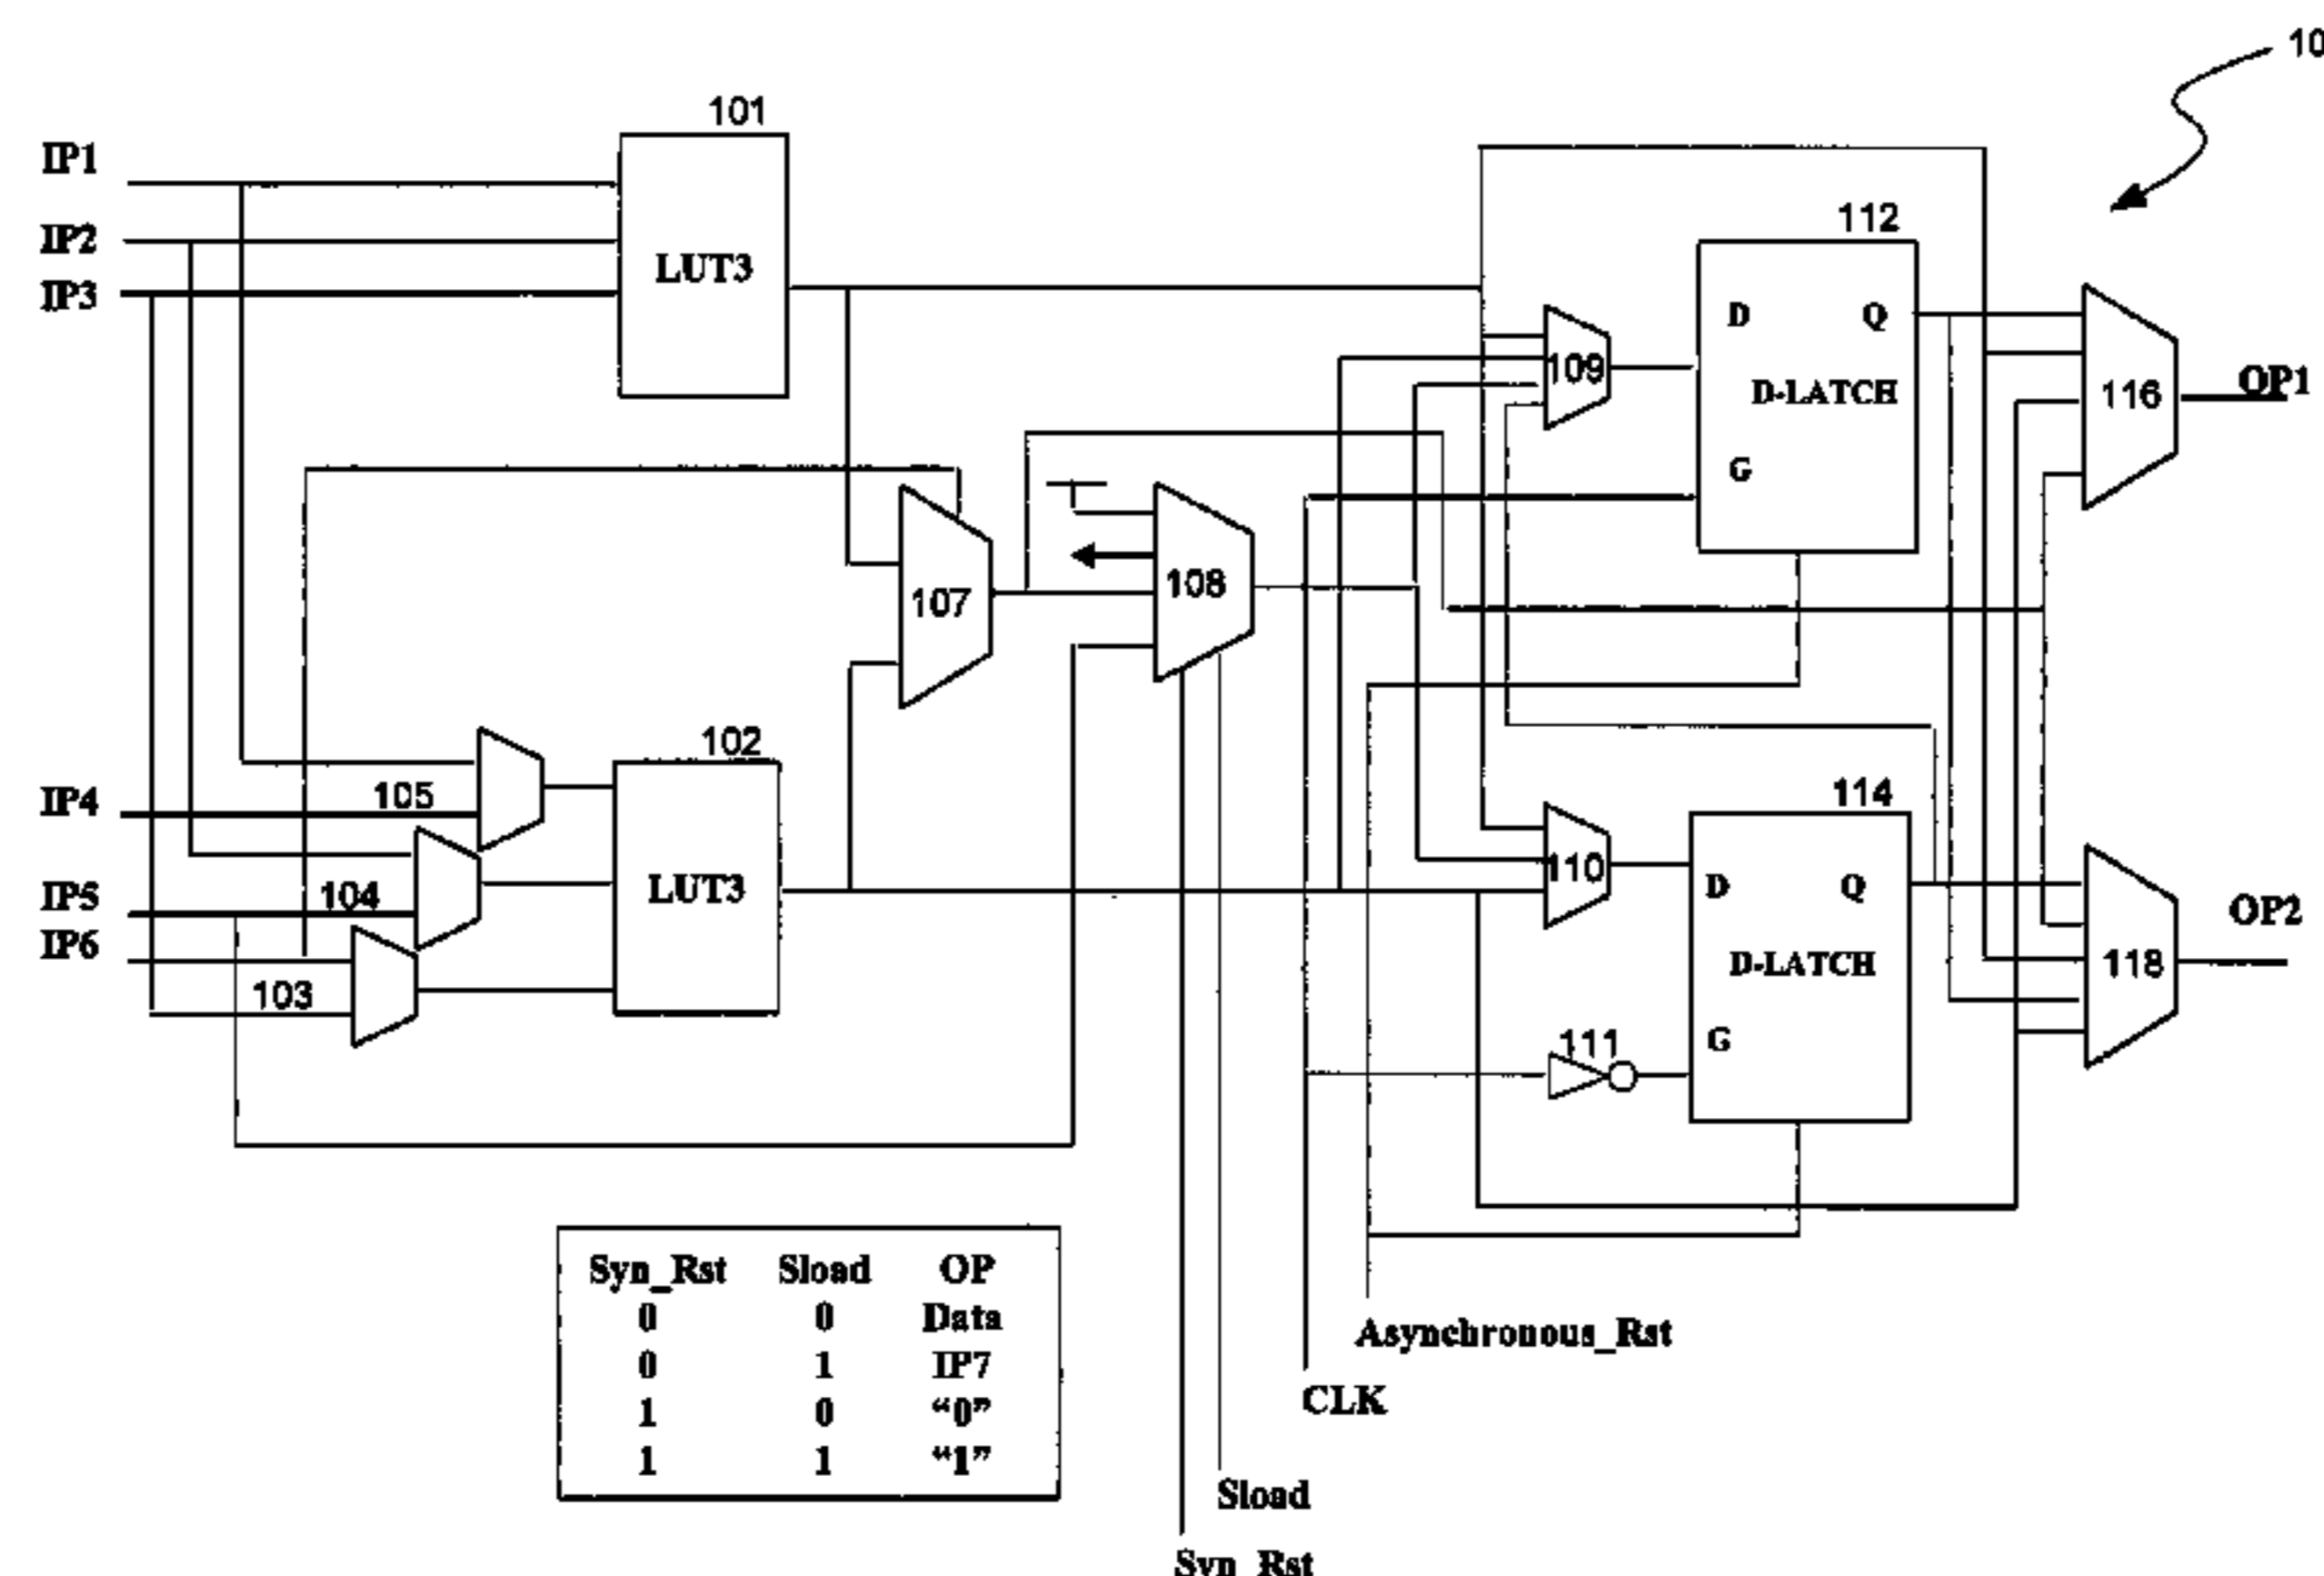 10
101
IP1
IP2
IP3
LUT3
112
D Q
D-LATCH
G
109
116
OP1
107
108
102
105
IP4
104
IP5
IP6
103
LUT3
114
110
D Q
D-LATCH
G
111
118
OP2
Syn_Rst Sload OP
0 0 Data
0 1 IP7
1 0 “0”
1 1 “1”
Asynchronous_Rst
CLK
Sload
Syn_Rst